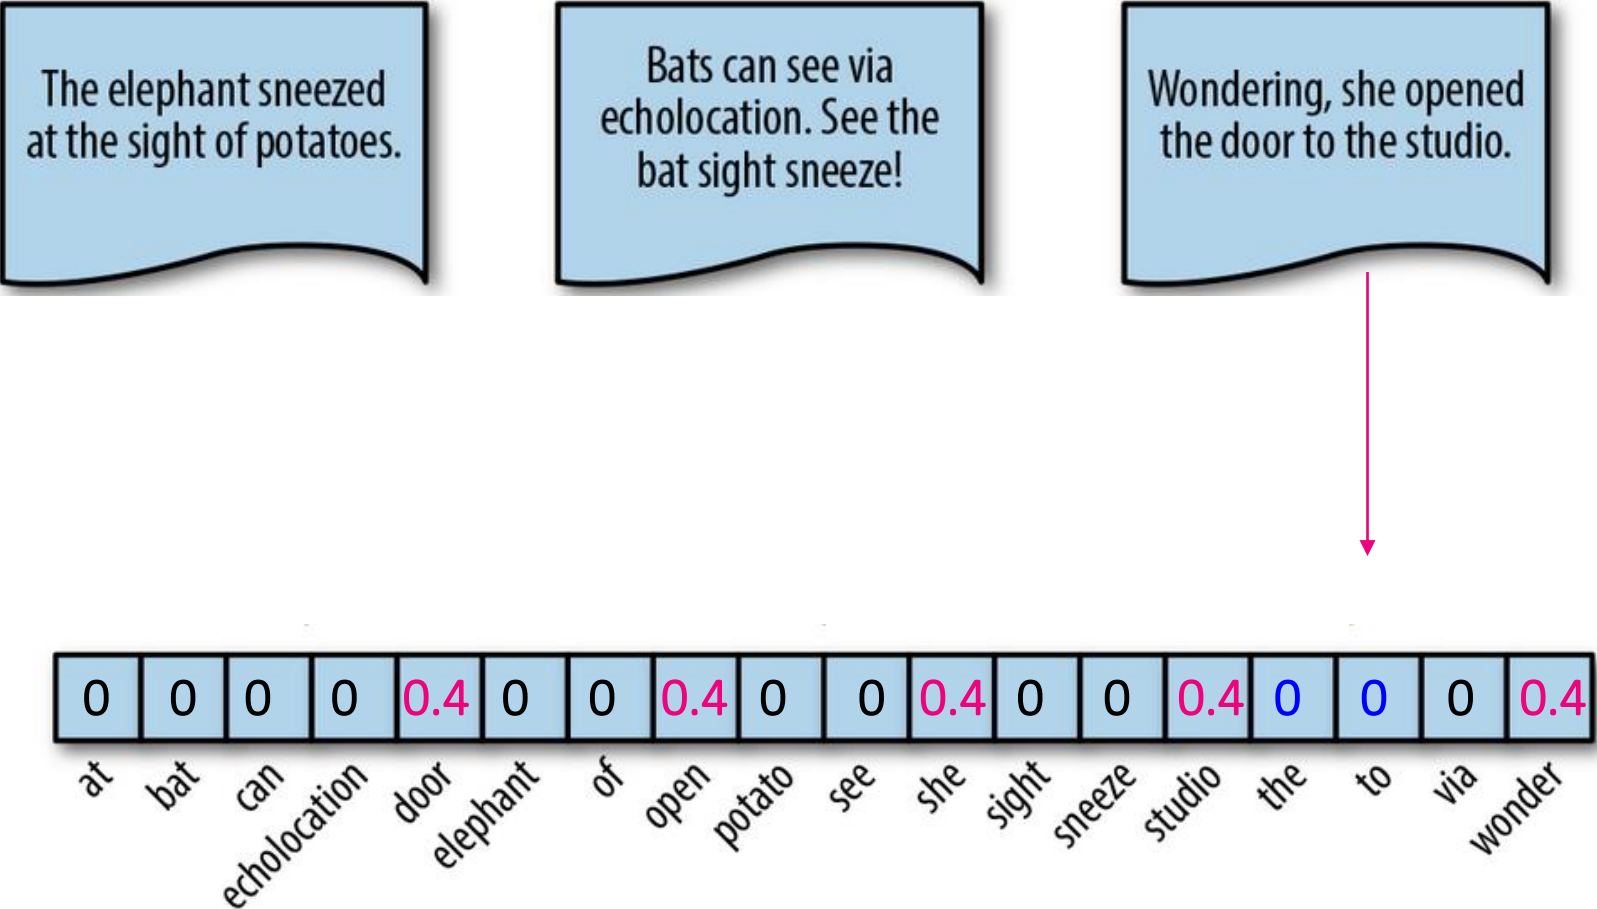 The elephant sneezed
at the sight of potatoes.
Bats can see via
echolocation. See the
bat sight sneeze!
Wondering, she opened
the door to the studio.
0 0 0 0 0.4 0 0 0.4 0 0 0.4 0 0 0.4 0 0 0 0.4
at bat can echolocation door elephant of open potato see she sight sneeze studio the to via wonder